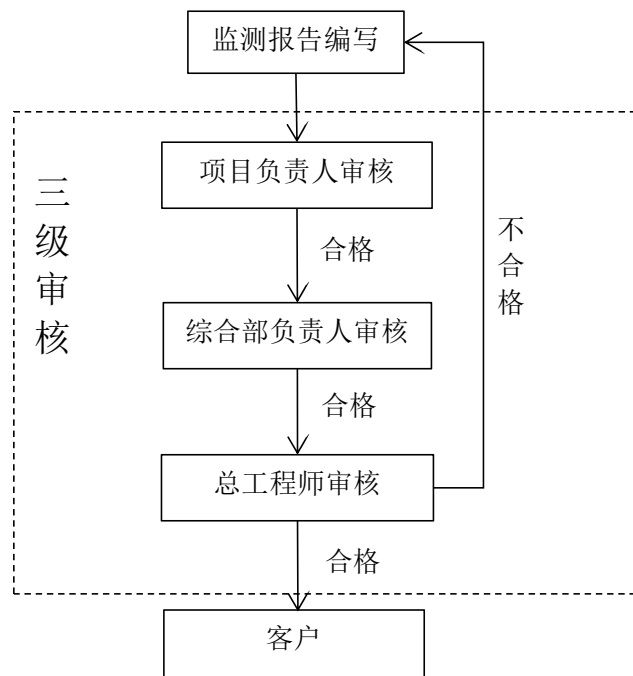 监测报告编写
三级审核
项目负责人审核
合格
不合格
综合部负责人审核
合格
总工程师审核
合格
客户